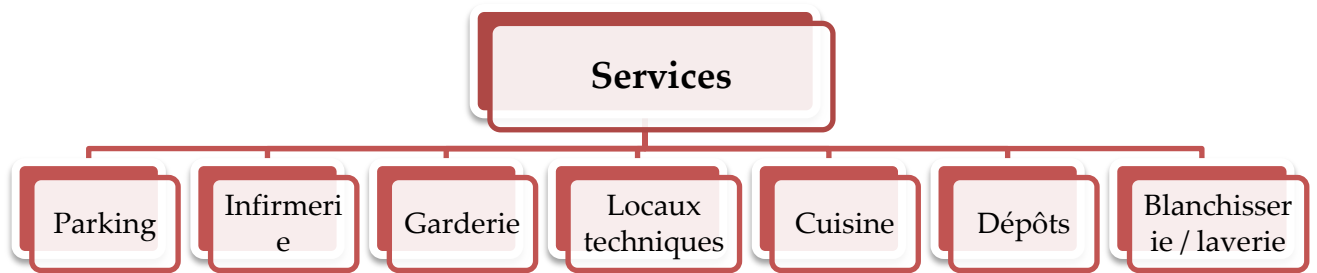 Services
Parking
Infirmeri
e
Garderie
Locaux
techniques
Cuisine
Dépôts
Blanchisser
ie / laverie